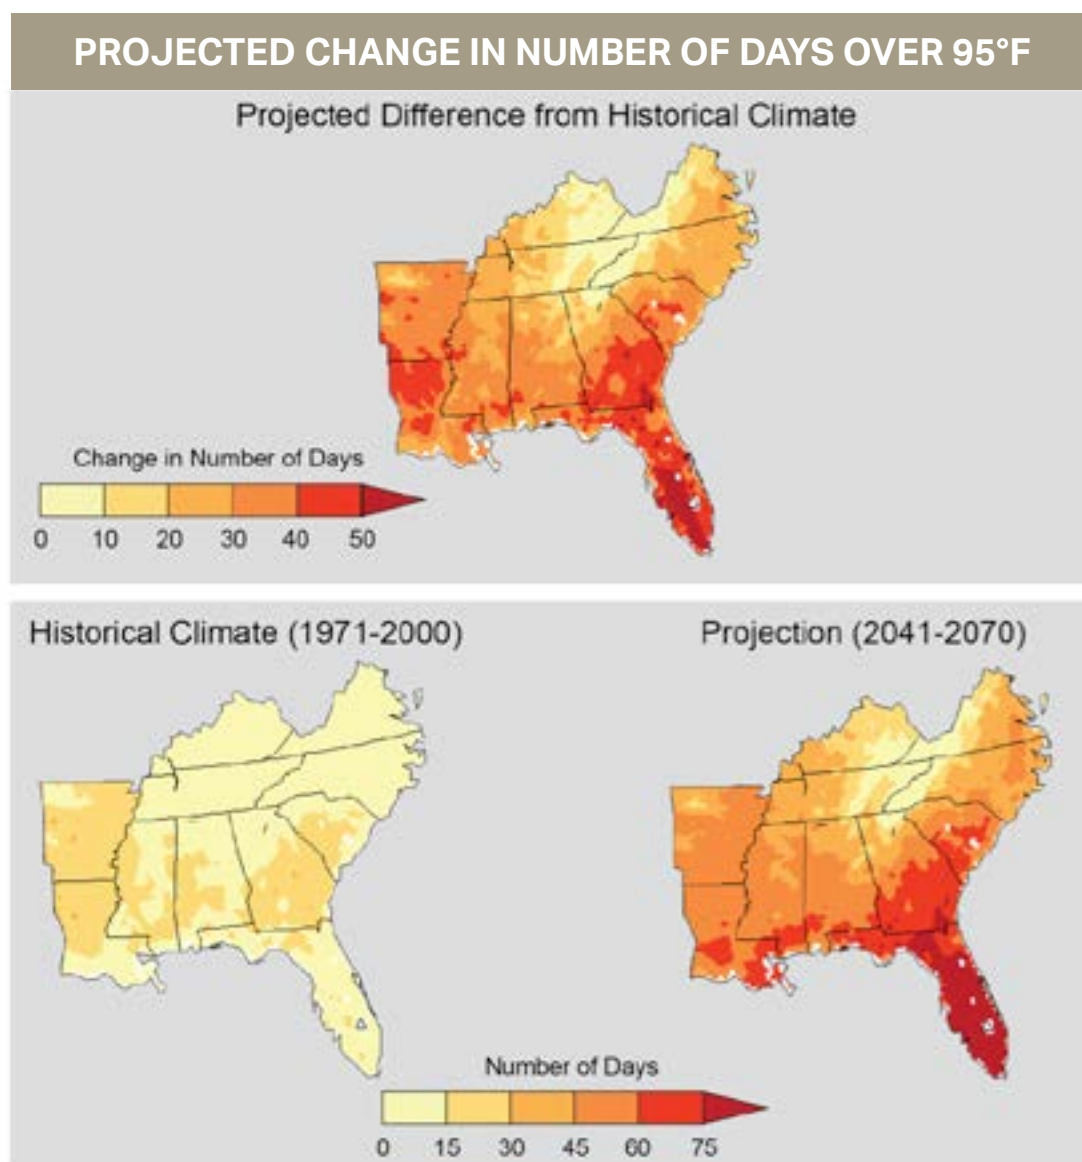 PROJECTED CHANGE IN NUMBER OF DAYS OVER 95°F
Projected Difference from Historical Climate
Change in Number of Days
0 10 20 30 40 50
Historical Climate (1971-2000)
Projection (2041-2070)
Number of Days
0 15 30 45 60 75